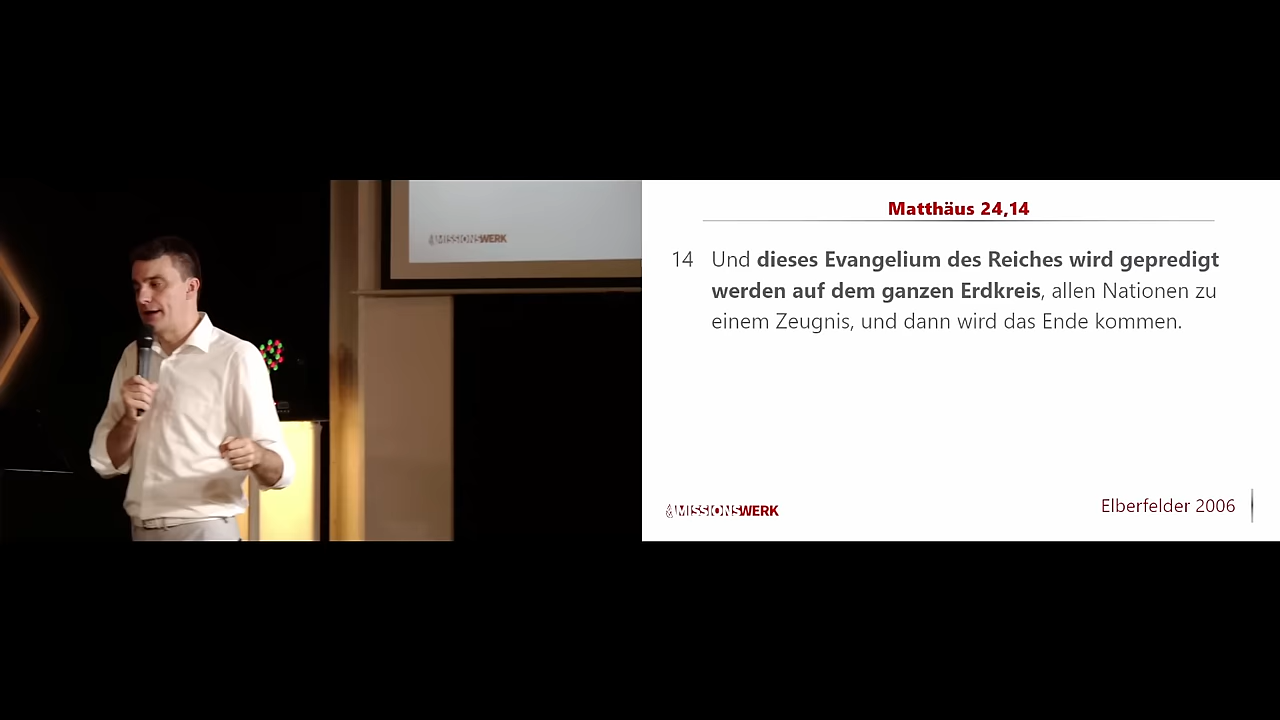 MISSIONSWERK
Matthäus 24,14
14 Und dieses Evangelium des Reiches wird gepredigt
werden auf dem ganzen Erdkreis, allen Nationen zu
einem Zeugnis, und dann wird das Ende kommen.
MISSIONSWERK
Elberfelder 2006